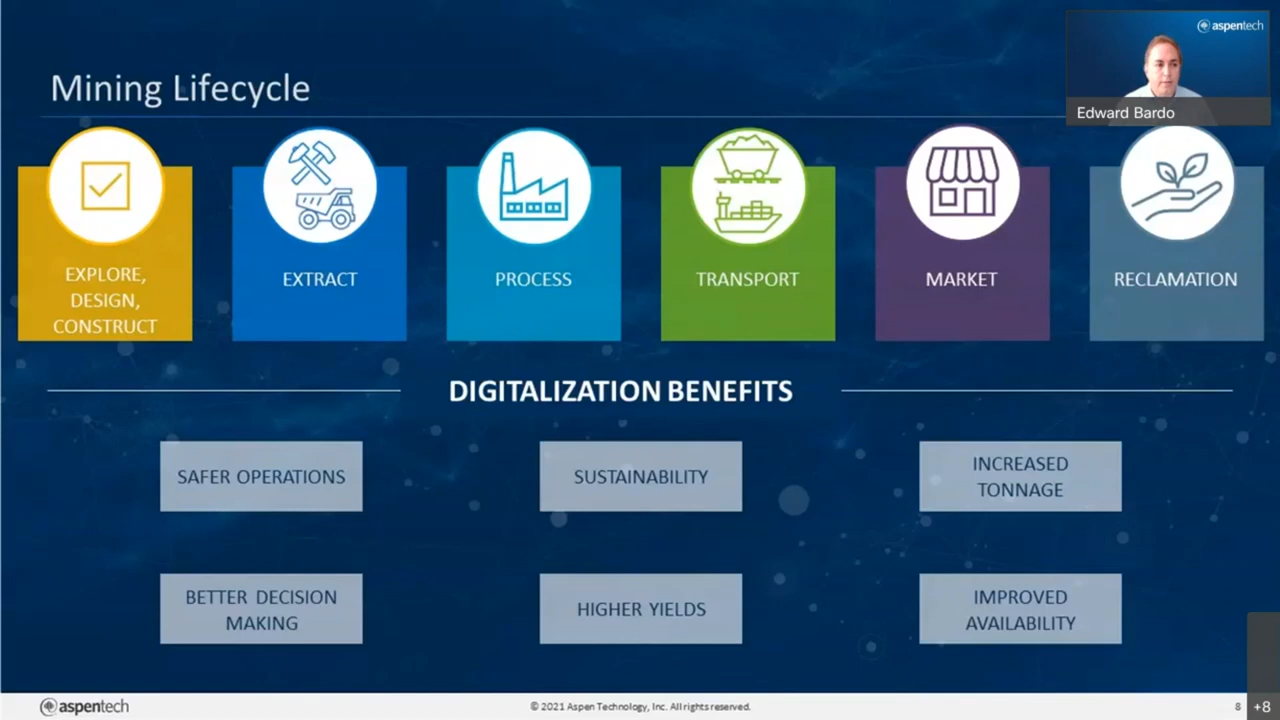 aspentech
Mining Lifecycle
Edward Bardo
EXPLORE,
DESIGN,
CONSTRUCT
EXTRACT
PROCESS
TRANSPORT
MARKET
RECLAMATION
DIGITALIZATION BENEFITS
SAFER OPERATIONS
SUSTAINABILITY
INCREASED
TONNAGE
BETTER DECISION
MAKING
HIGHER YIELDS
IMPROVED
AVAILABILITY
aspentech
© 2021 Aspen Technology, Inc. All rights reserved.
8
+8